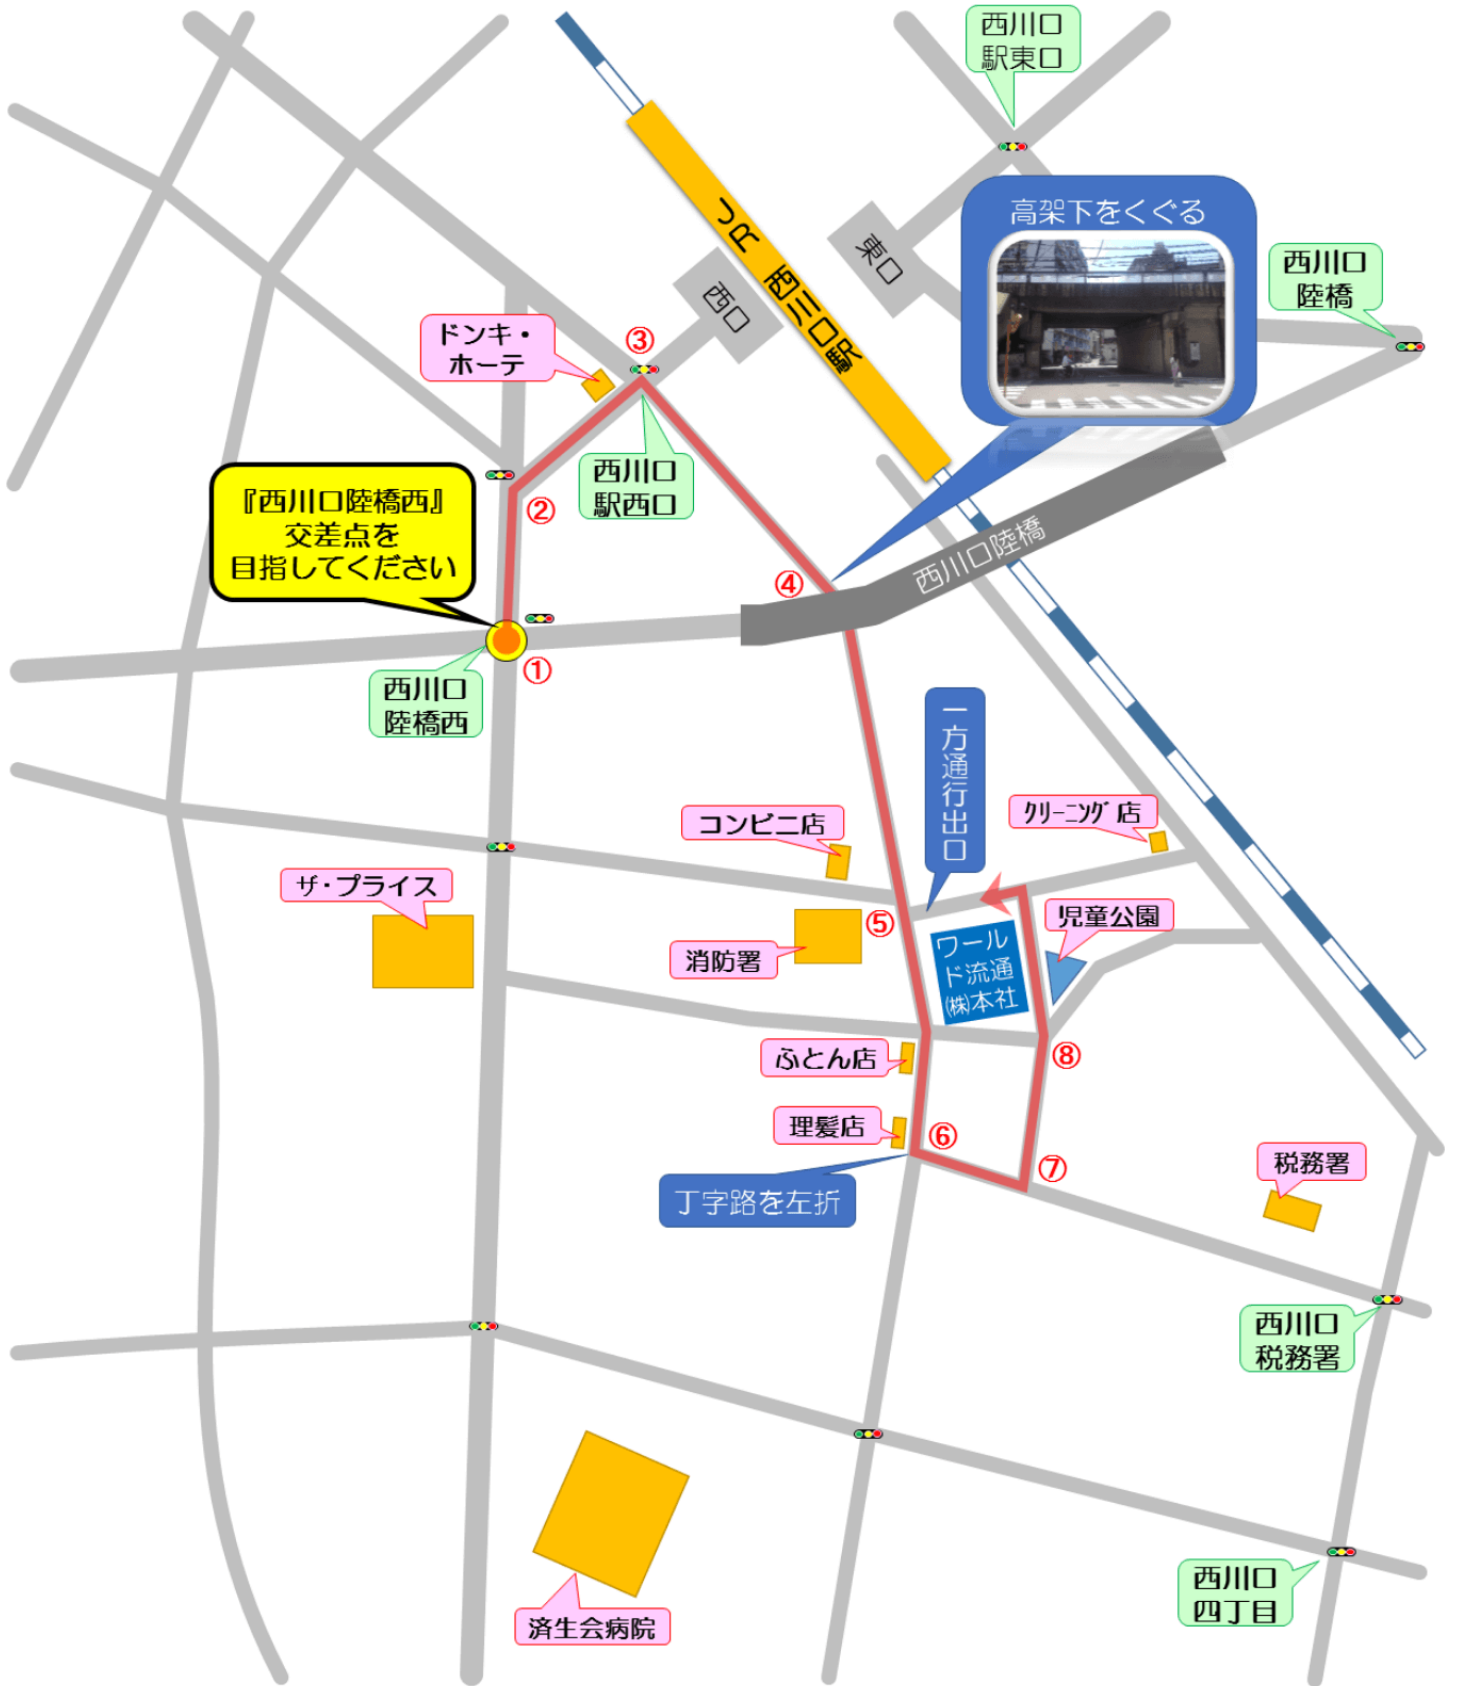 西川口
駅東口
高架下をくぐる
西川口
陸橋
JR 西川口駅
東口
西口
ドンキ・
ホーテ
③
西川口
駅西口
『西川口陸橋西』
交差点を
目指してください
②
④
西川口陸橋
①
西川口
陸橋西
一方通行出口
コンビニ店
ｸﾘｰﾆﾝｸﾞ店
ザ・プライス
⑤
児童公園
消防署
ワール
ド流通
㈱本社
ふとん店
⑧
理髪店
⑥
⑦
丁字路を左折
税務署
西川口
税務署
西川口
四丁目
済生会病院